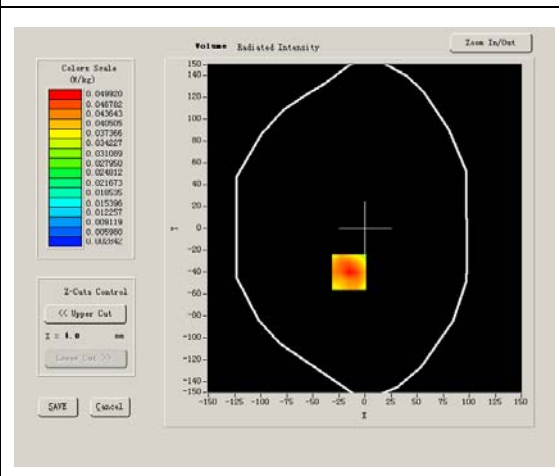 Volume Radiated Intensity
Zoom In/Out
Colors Scale
(W/kg)
0.049920
0.046782
0.043643
0.040505
0.037366
0.034227
0.031089
0.027950
0.024812
0.021673
0.018535
0.015396
0.012257
0.009119
0.005980
0.002842
150
140
120
100
80
60
40
20
0
-20
-40
-60
-80
-100
-120
-140
-150
Y
-150 -125 -100 -75 -50 -25 0 25 50 75 100 125 150
X
Z-Cuts Control
<< Upper Cut
Z = 4.0 mm
Lower Cut >>
SAVE
Cancel